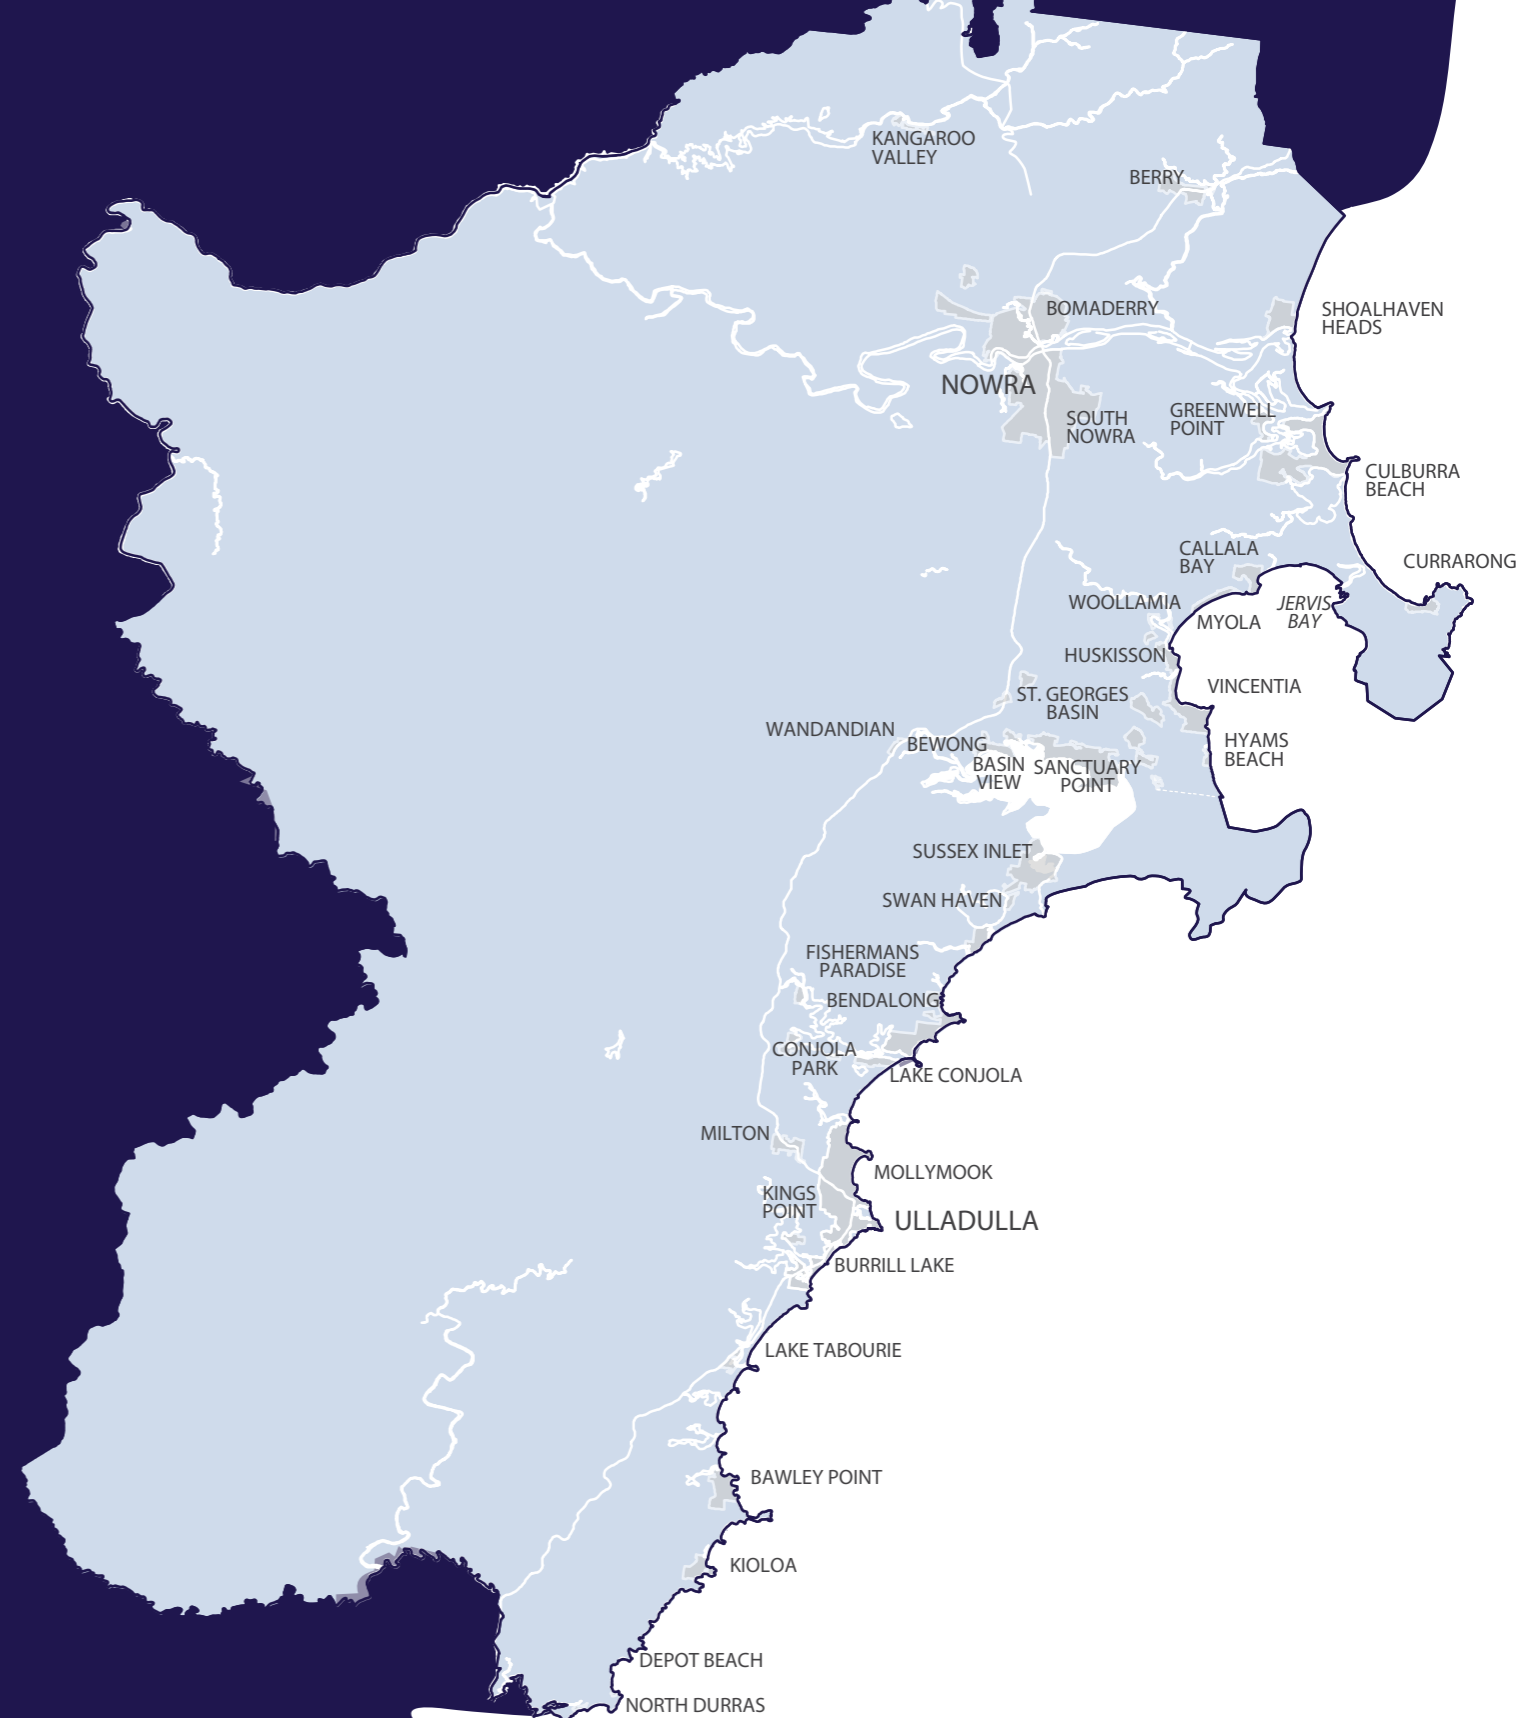 KANGAROO
VALLEY
BERRY
BOMADERRY
SHOALHAVEN
HEADS
NOWRA
SOUTH
NOWRA
GREENWELL
POINT
CULBURRA
BEACH
CALLALA
BAY
CURRARONG
WOOLLAMIA
MYOLA
JERVIS
BAY
HUSKISSON
VINCENTIA
ST. GEORGES
BASIN
WANDANDIAN
BEWONG
HYAMS
BEACH
BASIN
VIEW
SANCTUARY
POINT
SUSSEX INLET
SWAN HAVEN
FISHERMANS
PARADISE
BENDALONG
CONJOLA
PARK
LAKE CONJOLA
MILTON
MOLLYMOOK
KINGS
POINT
ULLADULLA
BURRILL LAKE
LAKE TABOURIE
BAWLEY POINT
KIOLOA
DEPOT BEACH
NORTH DURRAS